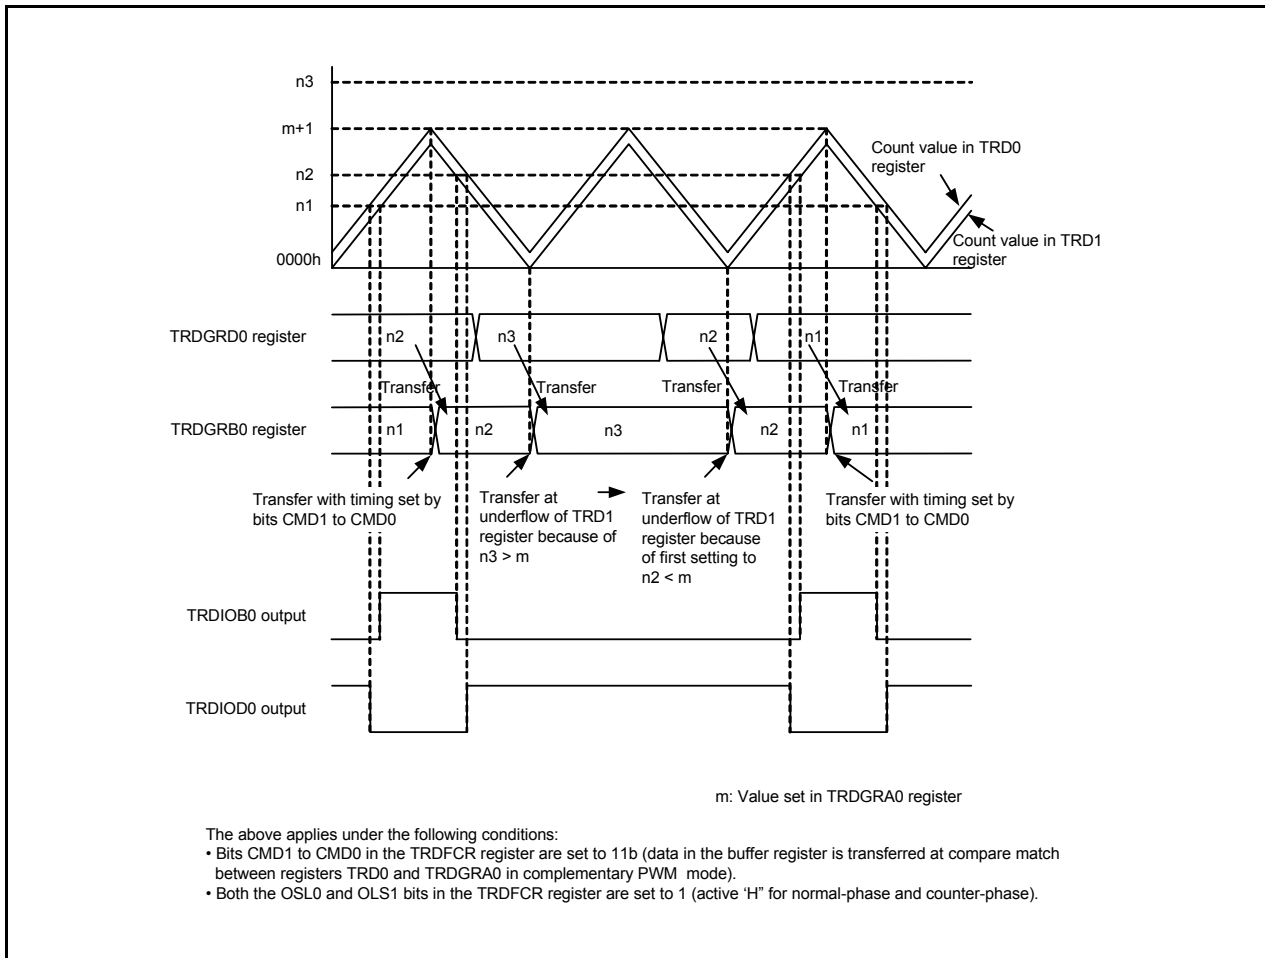 n3
m+1
n2
n1
0000h
Count value in TRD0
register
Count value in TRD1
register
TRDGRD0 register
n2
n3
n2
n1
Transfer
Transfer
Transfer
Transfer
TRDGRB0 register
n1
n2
n3
n2
n1
Transfer with timing set by
bits CMD1 to CMD0
Transfer at
underflow of TRD1
register because of
n3 > m
Transfer at
underflow of TRD1
register because
of first setting to
n2 < m
Transfer with timing set by
bits CMD1 to CMD0
TRDIOB0 output
TRDIOD0 output
m: Value set in TRDGRA0 register
The above applies under the following conditions:
• Bits CMD1 to CMD0 in the TRDFCR register are set to 11b (data in the buffer register is transferred at compare match
between registers TRD0 and TRDGRA0 in complementary PWM mode).
• Both the OSL0 and OLS1 bits in the TRDFCR register are set to 1 (active ‘H” for normal-phase and counter-phase).